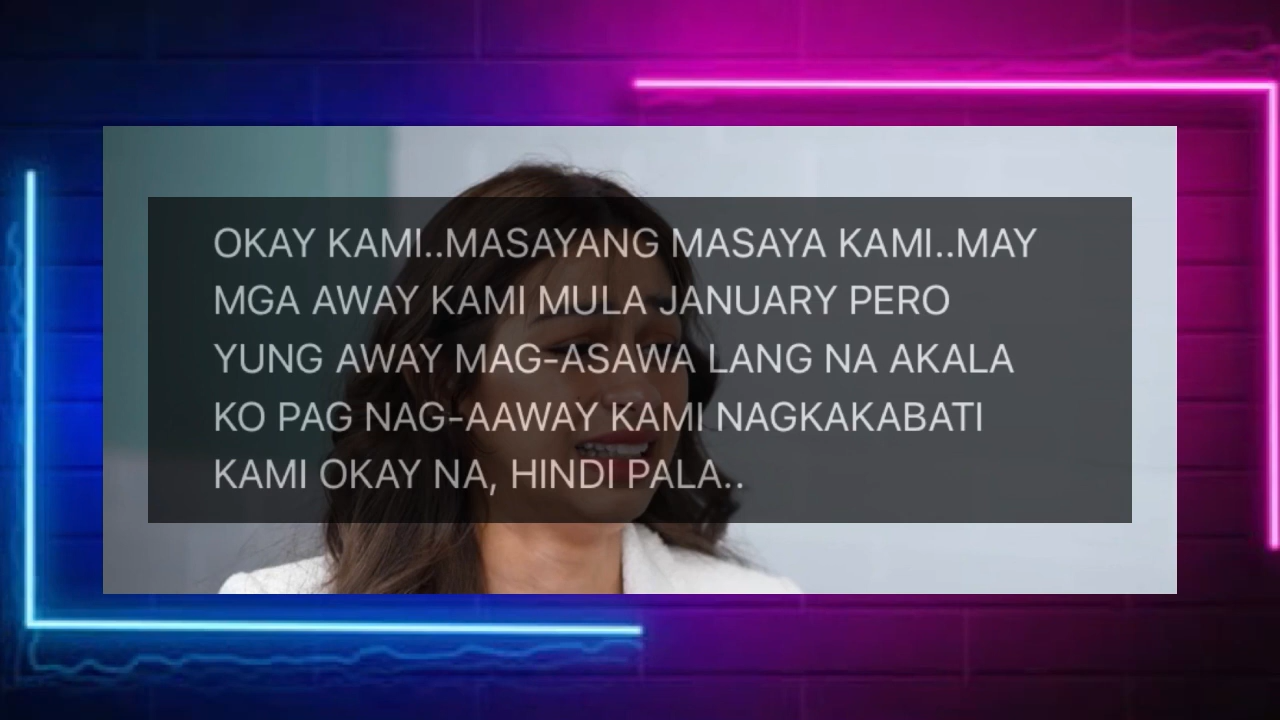 OKAY KAMI..MASAYANG MASAYA KAMI..MAY
MGA AWAY KAMI MULA JANUARY PERO
YUNG AWAY MAG-ASAWA LANG NA AKALA
KO PAG NAG-AAWAY KAMI NAGKAKABATI
KAMI OKAY NA, HINDI PALA..